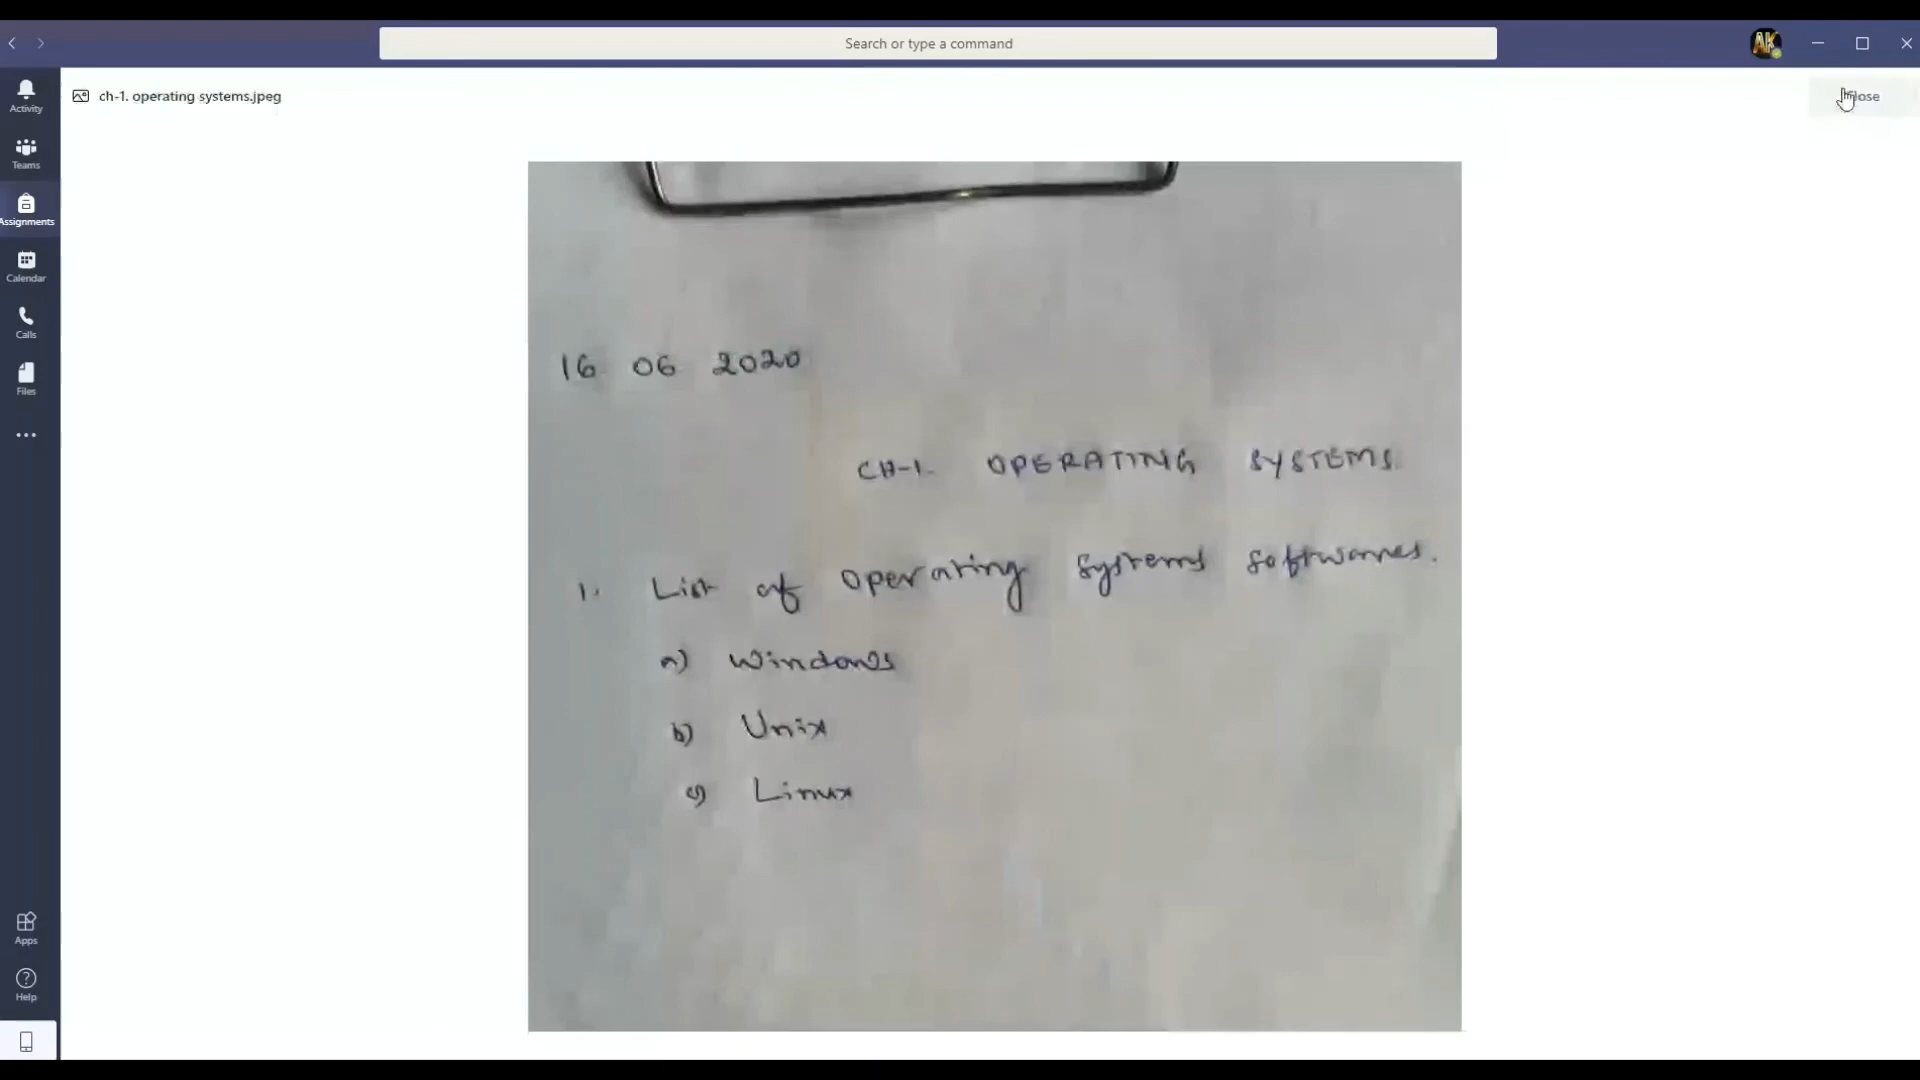 Search or type a command
AK
Activity
Teams
Assignments
Calendar
Calls
Files
Apps
Help
ch-1. operating systems.jpeg
16 06 2020
CH-1. OPERATING SYSTEMS.
1. List of operating systems softwares.
a) Windows
b) Unix
c) Linux